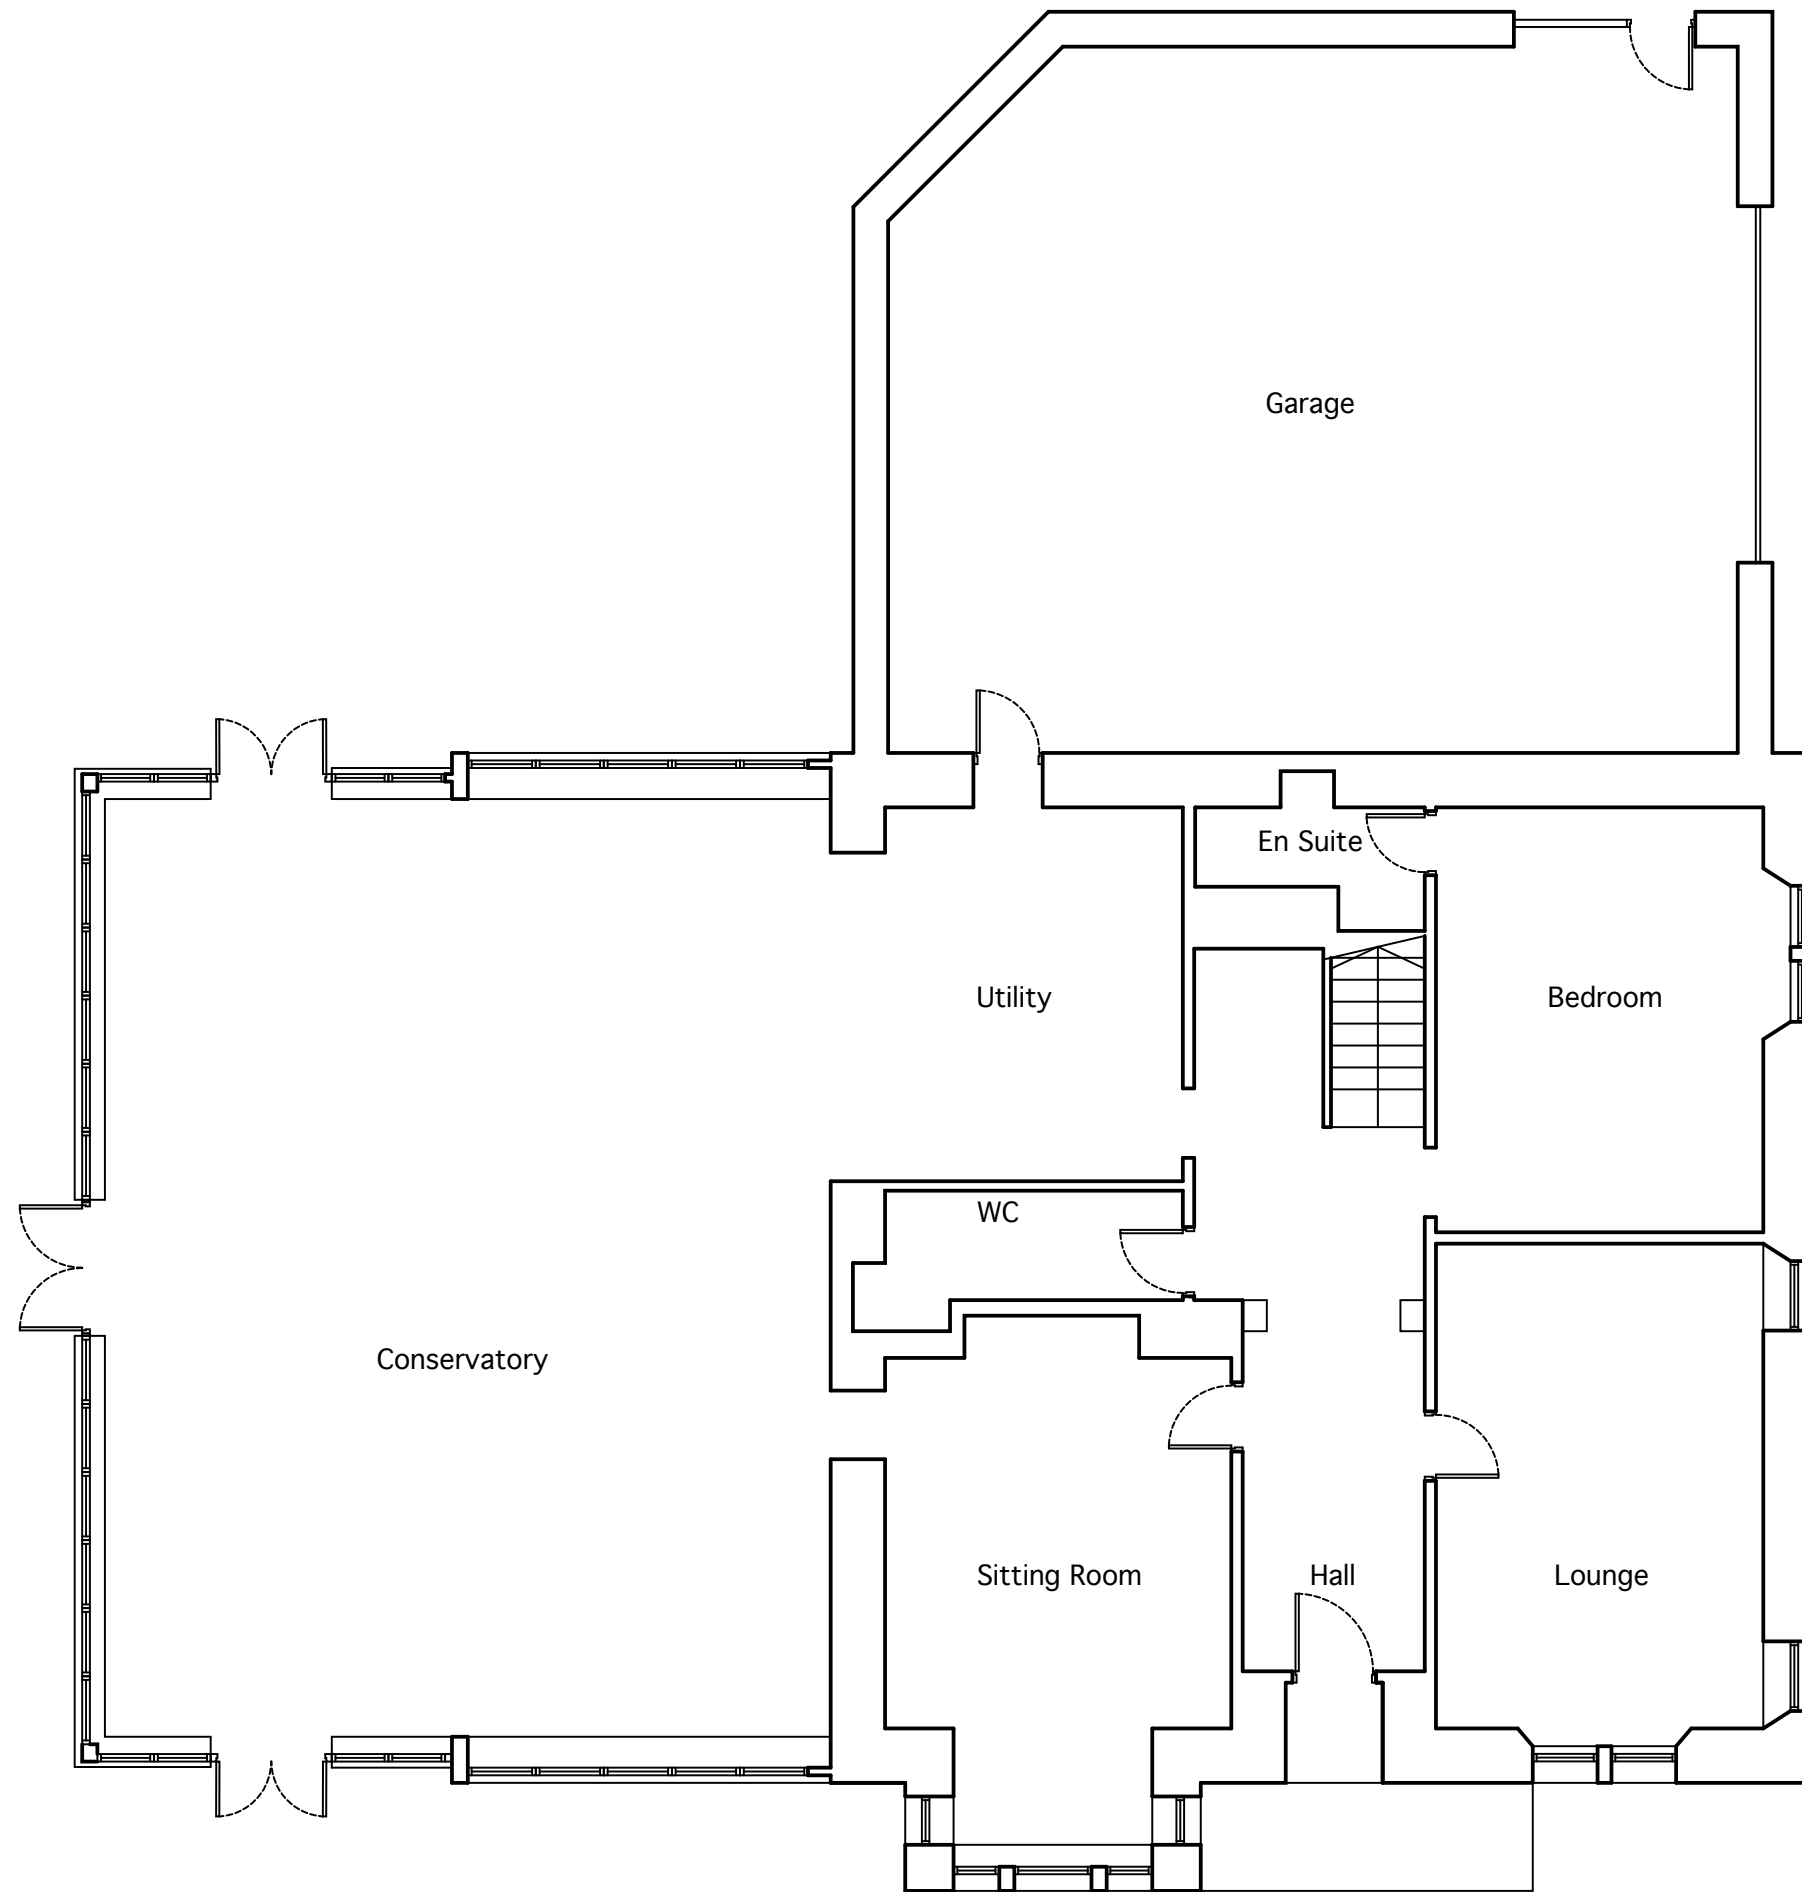 Garage
En Suite
Utility
Bedroom
WC
Conservatory
Sitting Room
Hall
Lounge